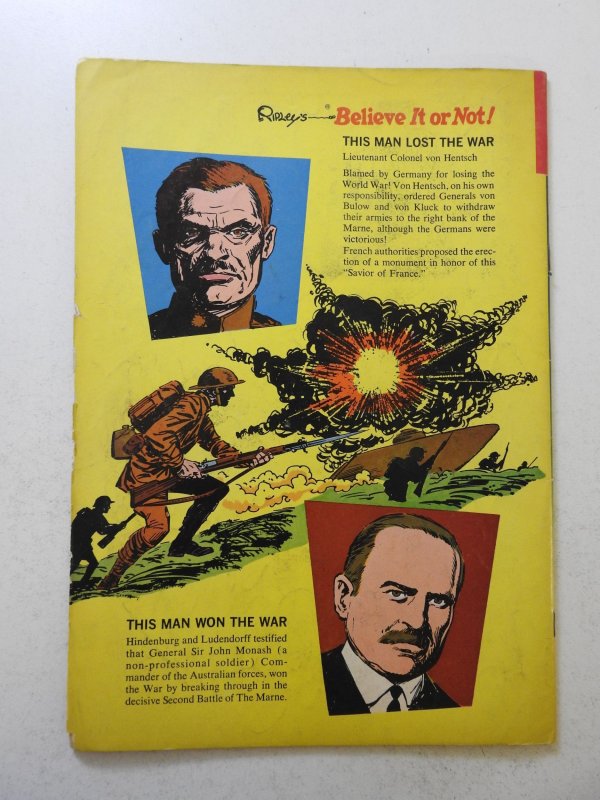 Ripley's Believe It or Not!
THIS MAN LOST THE WAR
Lieutenant Colonel von Hentsch
Blamed by Germany for losing the
World War! Von Hentsch, on his own
responsibility, ordered Generals von
Bulow and von Kluck to withdraw
their armies to the right bank of the
Marne, although the Germans were
victorious!
French authorities proposed the erec-
tion of a monument in honor of this
"Savior of France."
THIS MAN WON THE WAR
Hindenburg and Ludendorff testified
that General Sir John Monash (a
non-professional soldier) Com-
mander of the Australian forces, won
the War by breaking through in the
decisive Second Battle of The Marne.